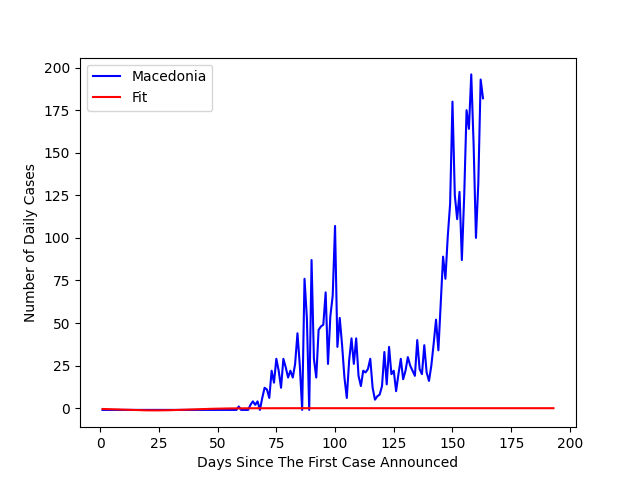 Macedonia
Fit
Number of Daily Cases
200
175
150
125
100
75
50
25
0
0 25 50 75 100 125 150 175 200
Days Since The First Case Announced